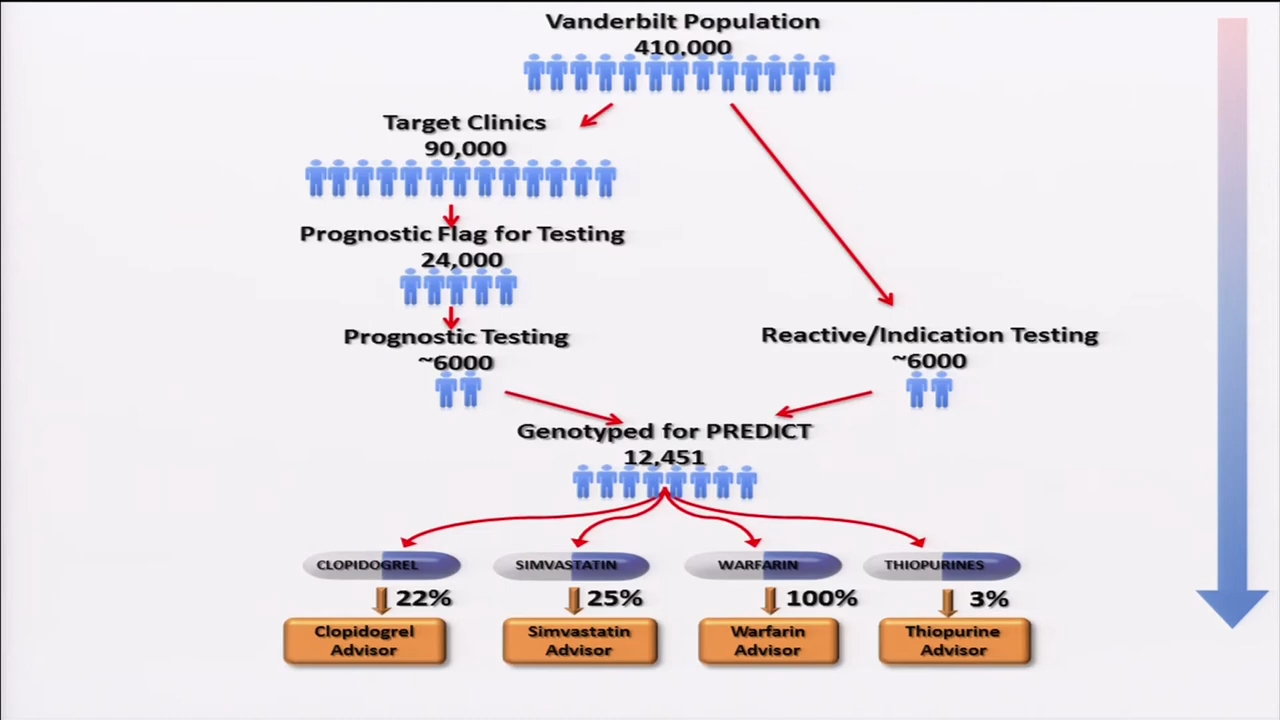 Vanderbilt Population
410,000
Target Clinics
90,000
Prognostic Flag for Testing
24,000
Prognostic Testing
~6000
Reactive/Indication Testing
~6000
Genotyped for PREDICT
12,451
CLOPIDOGREL
SIMVASTATIN
WARFARIN
THIOPURINES
22%
25%
100%
3%
Clopidogrel
Advisor
Simvastatin
Advisor
Warfarin
Advisor
Thiopurine
Advisor